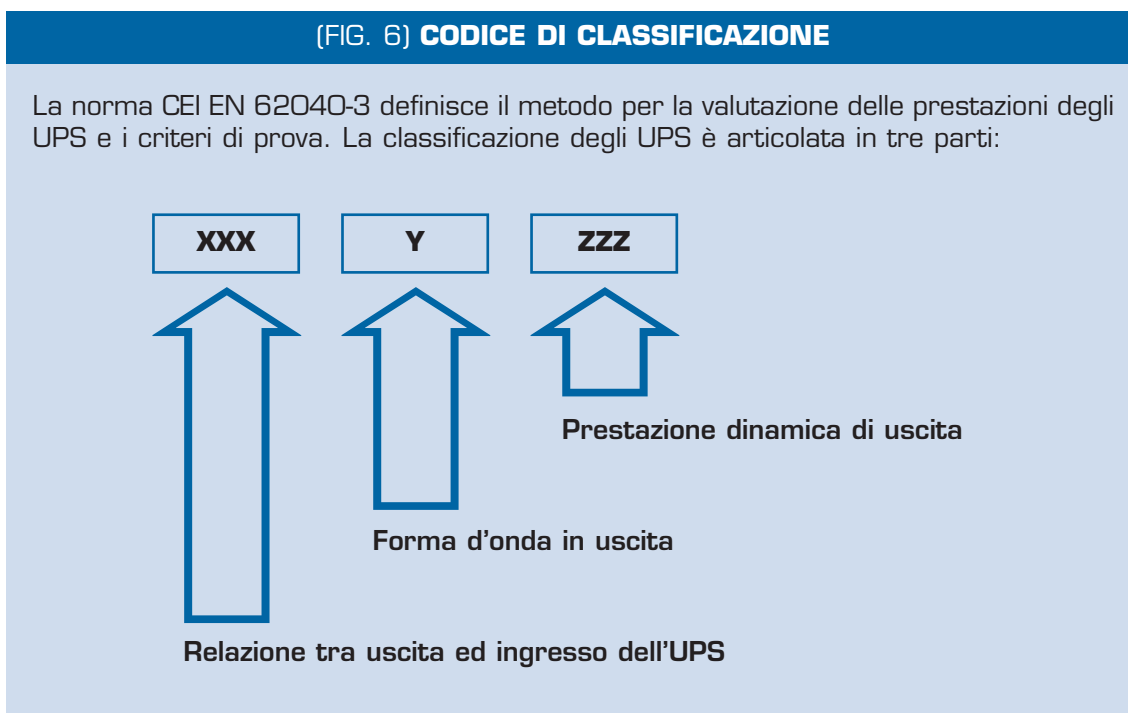 (FIG. 6) CODICE DI CLASSIFICAZIONE
La norma CEI EN 62040-3 definisce il metodo per la valutazione delle prestazioni degli
UPS e i criteri di prova. La classificazione degli UPS è articolata in tre parti:
XXX Y ZZZ
Prestazione dinamica di uscita
Forma d'onda in uscita
Relazione tra uscita ed ingresso dell'UPS